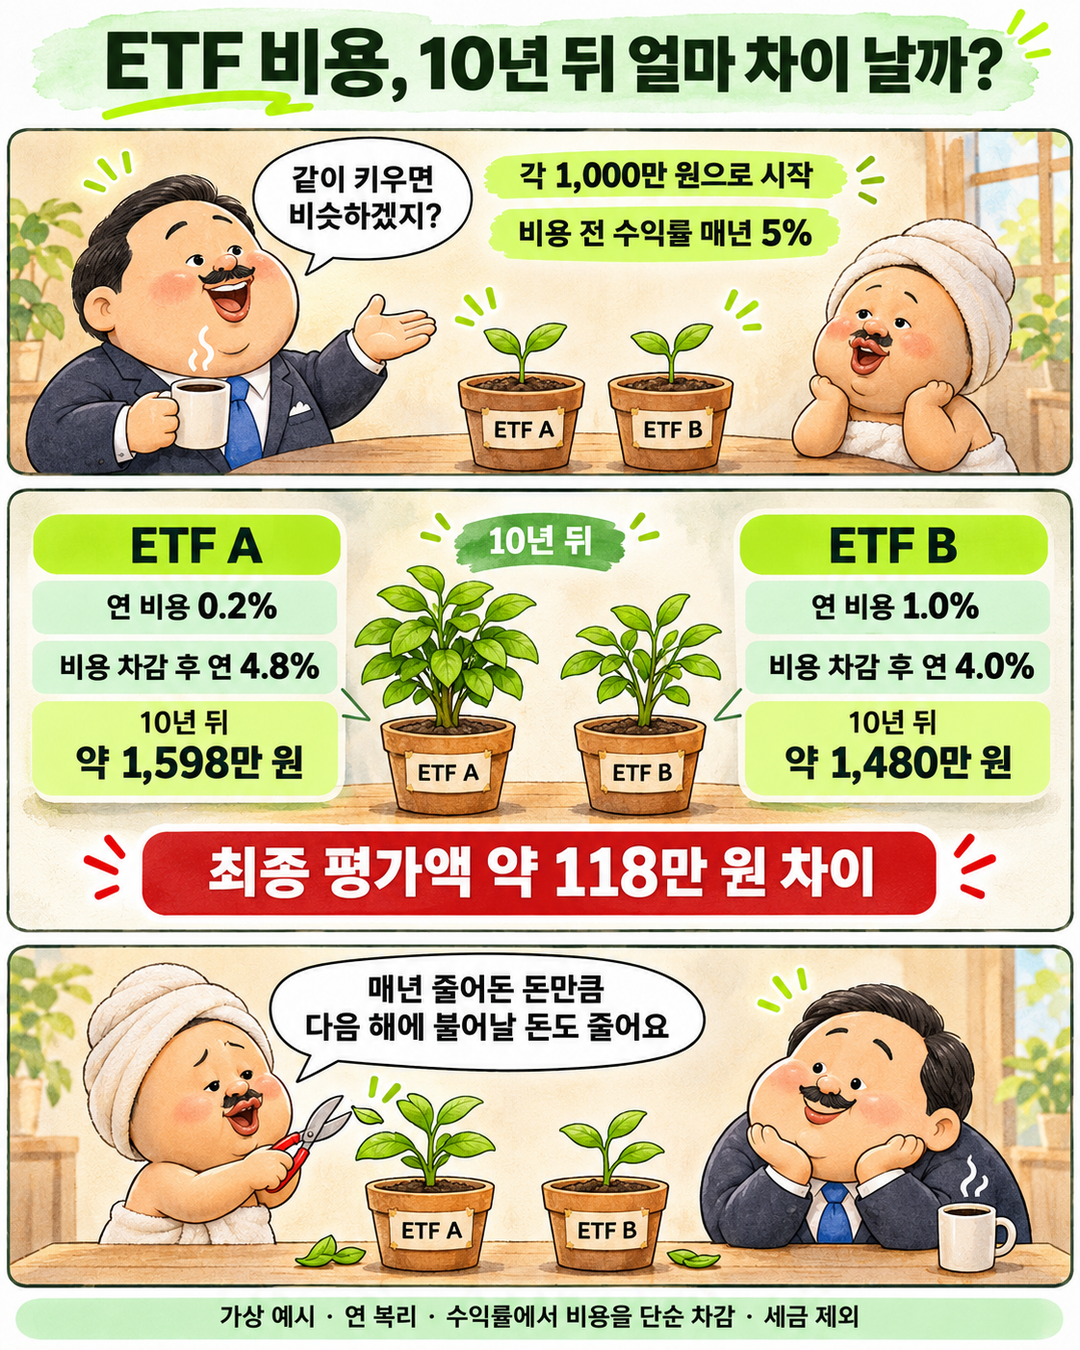 ETF 비용, 10년 뒤 얼마 차이 날까?
같이 키우면
비슷하겠지?
각 1,000만 원으로 시작
비용 전 수익률 매년 5%
ETF A
ETF B
10년 뒤
ETF A
연 비용 0.2%
비용 차감 후 연 4.8%
10년 뒤
약 1,598만 원
ETF A
ETF B
ETF B
연 비용 1.0%
비용 차감 후 연 4.0%
10년 뒤
약 1,480만 원
최종 평가액 약 118만 원 차이
매년 줄어든 돈만큼
다음 해에 불어날 돈도 줄어요
ETF A
ETF B
가상 예시 · 연 복리 · 수익률에서 비용을 단순 차감 · 세금 제외